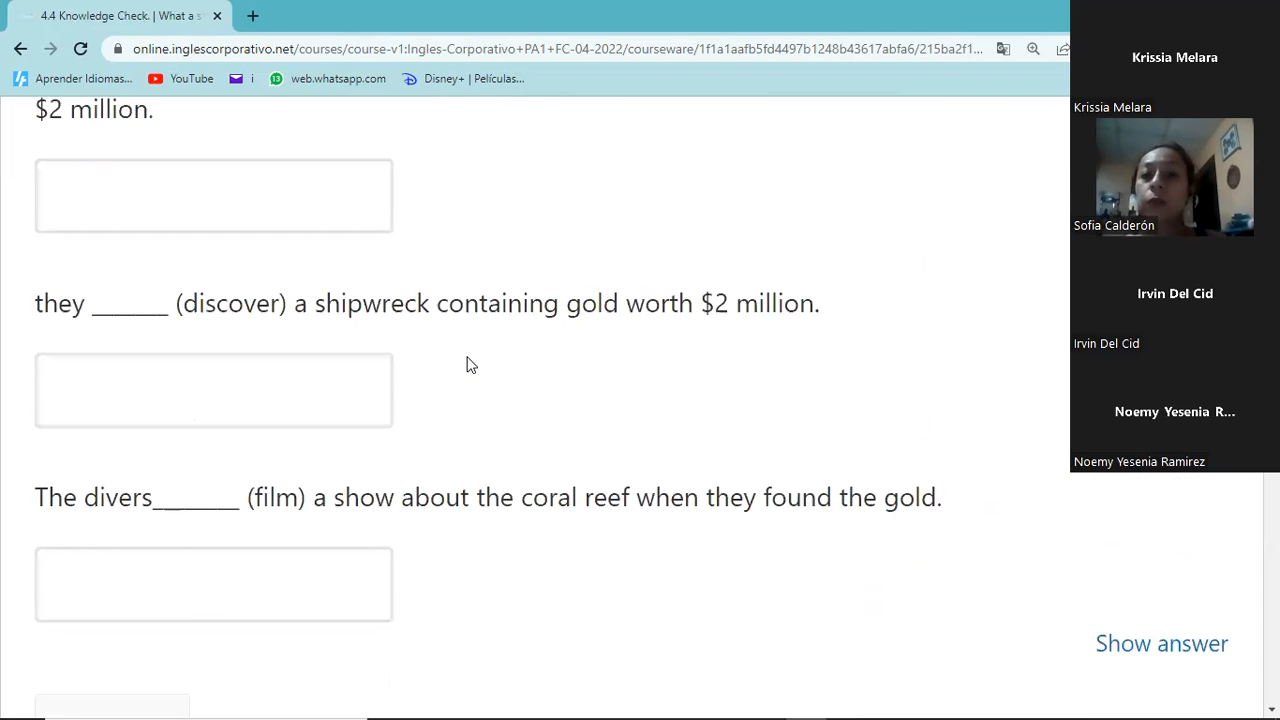 4.4 Knowledge Check. | What a s
online.inglescorporativo.net/courses/course-v1:Ingles-Corporativo+PA1+FC-04-2022/courseware/1f1a1aafb5fd4497b1248b43617abfa6/215ba2f1...
Aprender Idiomas... YouTube i 13 web.whatsapp.com Disney+ | Películas,...
$2 million.
they ______ (discover) a shipwreck containing gold worth $2 million.
The divers_______ (film) a show about the coral reef when they found the gold.
Show answer
Krissia Melara
Krissia Melara
Sofia Calderón
Irvin Del Cid
Irvin Del Cid
Noemy Yesenia R...
Noemy Yesenia Ramirez